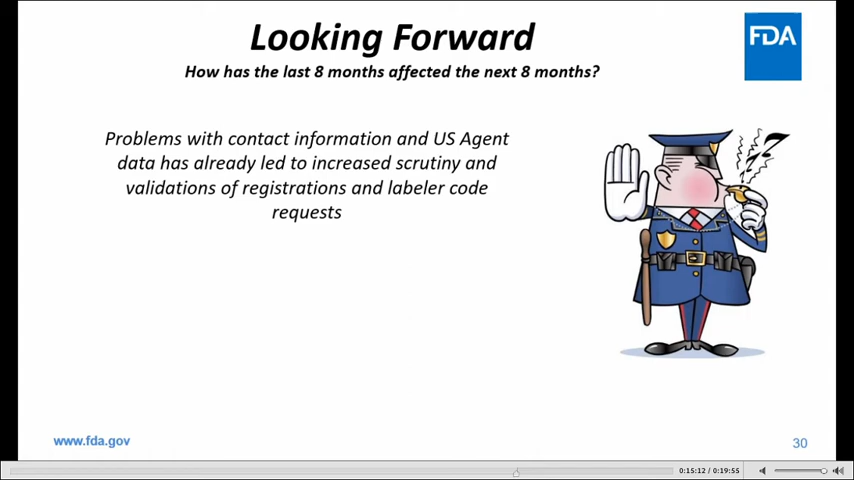 Looking Forward
FDA
How has the last 8 months affected the next 8 months?
Problems with contact information and US Agent
data has already led to increased scrutiny and
validations of registrations and labeler code
requests
www.fda.gov
30
0:15:12 / 0:19:55